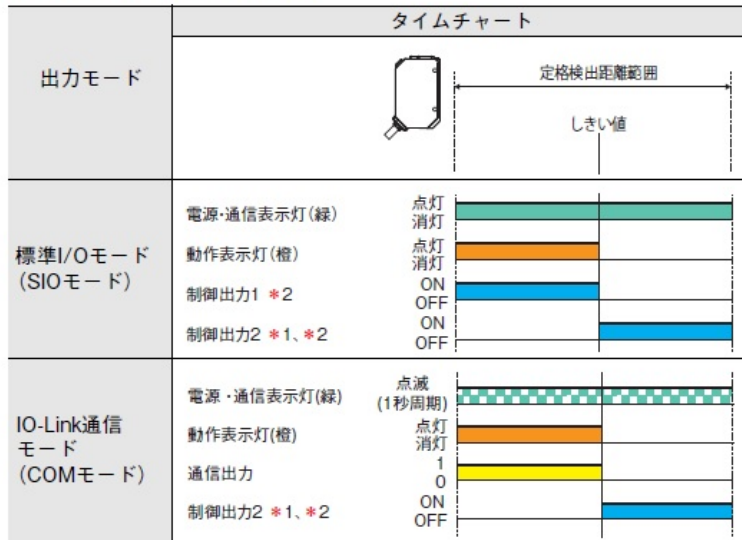 タイムチャート
出力モード
定格検出距離範囲
しきい値
標準I/Oモード
(SIOモード)
電源・通信表示灯(緑)
点灯
消灯
動作表示灯(橙)
点灯
消灯
制御出力1 *2
ON
OFF
制御出力2 *1、*2
ON
OFF
IO-Link通信
モード
(COMモード)
電源・通信表示灯(緑)
点滅
(1秒周期)
動作表示灯(橙)
点灯
消灯
通信出力
1
0
制御出力2 *1、*2
ON
OFF